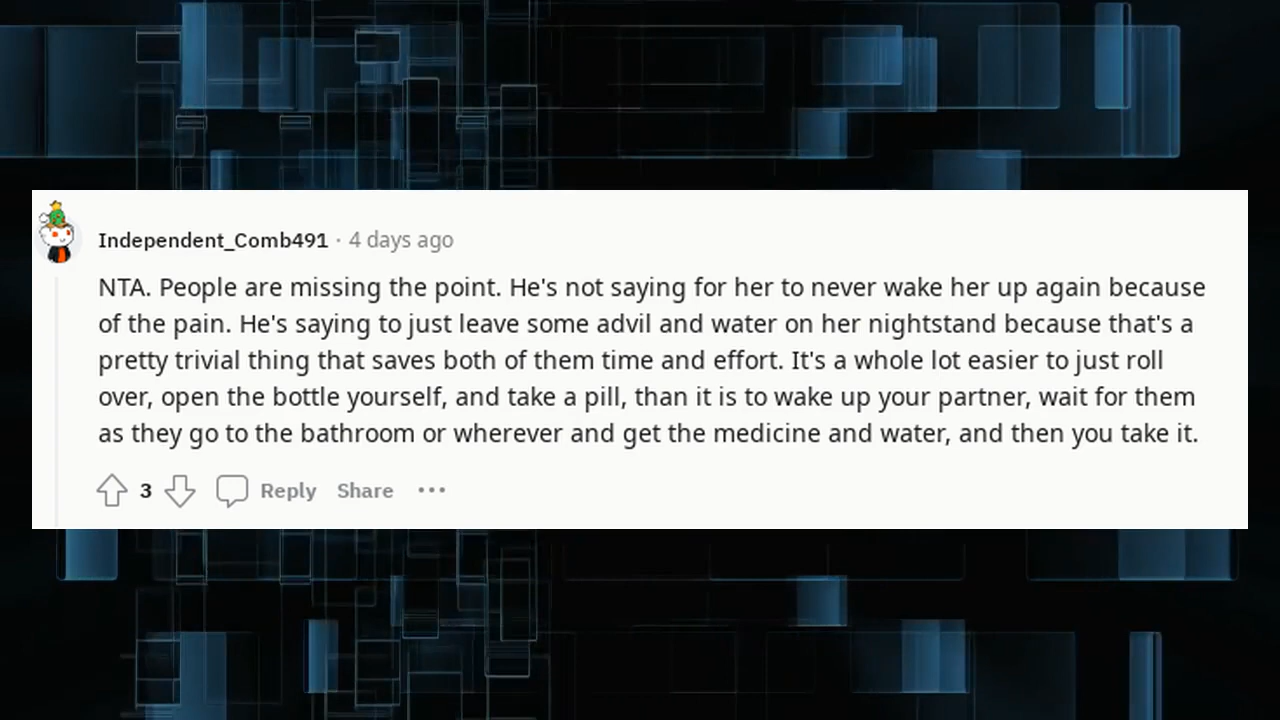 Independent_Comb491 · 4 days ago
NTA. People are missing the point. He's not saying for her to never wake her up again because
of the pain. He's saying to just leave some advil and water on her nightstand because that's a
pretty trivial thing that saves both of them time and effort. It's a whole lot easier to just roll
over, open the bottle yourself, and take a pill, than it is to wake up your partner, wait for them
as they go to the bathroom or wherever and get the medicine and water, and then you take it.
3 Reply Share ···